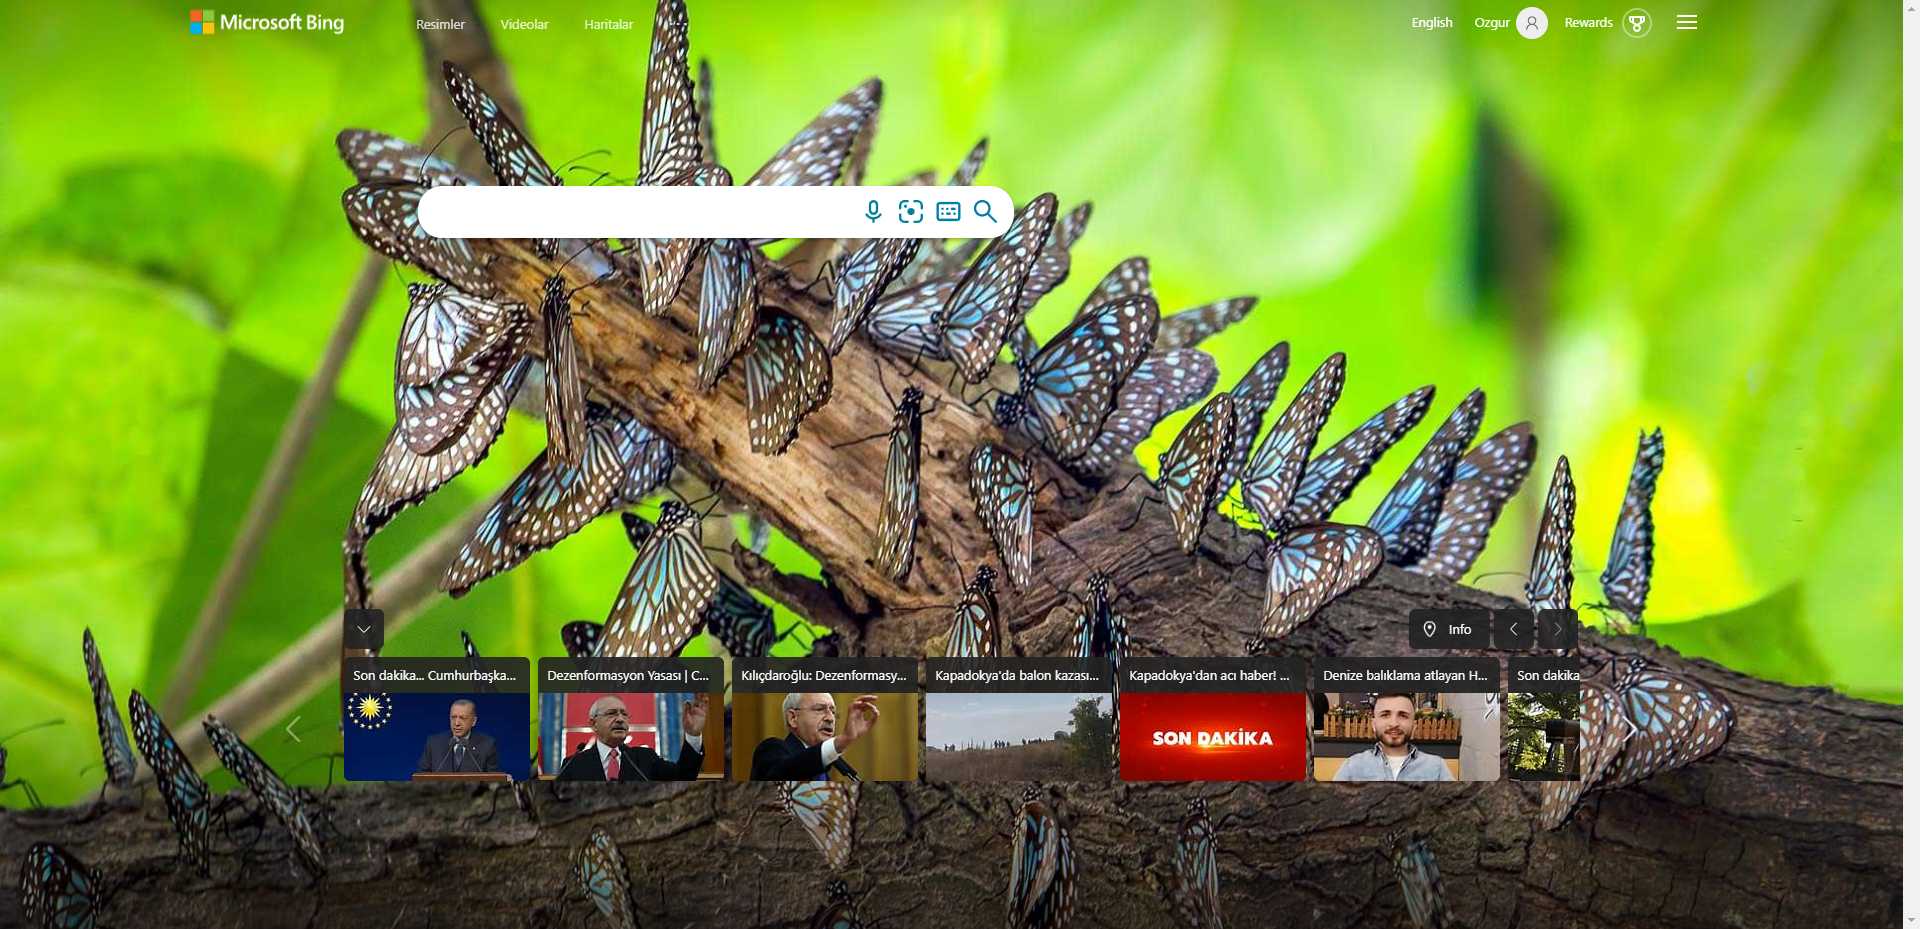 Microsoft Bing
Resimler
Videolar
Haritalar
English
Ozgur
Rewards
Info
Son dakika... Cumhurbaşka...
Dezenformasyon Yasası | C...
Kılıçdaroğlu: Dezenformasy...
Kapadokya'da balon kazası...
Kapadokya'dan acı haber! ...
Denize balıklama atlayan H...
Son dakika
SON DAKİKA